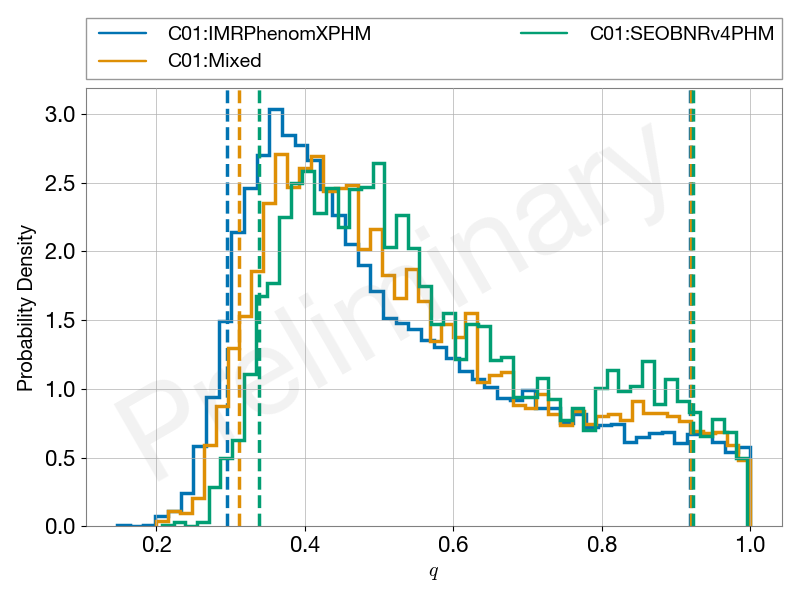 C01:IMRPhenomXPHM
C01:Mixed
C01:SEOBNRv4PHM
Preliminary
Probability Density
3.0
2.5
2.0
1.5
1.0
0.5
0.0
0.2
0.4
0.6
0.8
1.0
q